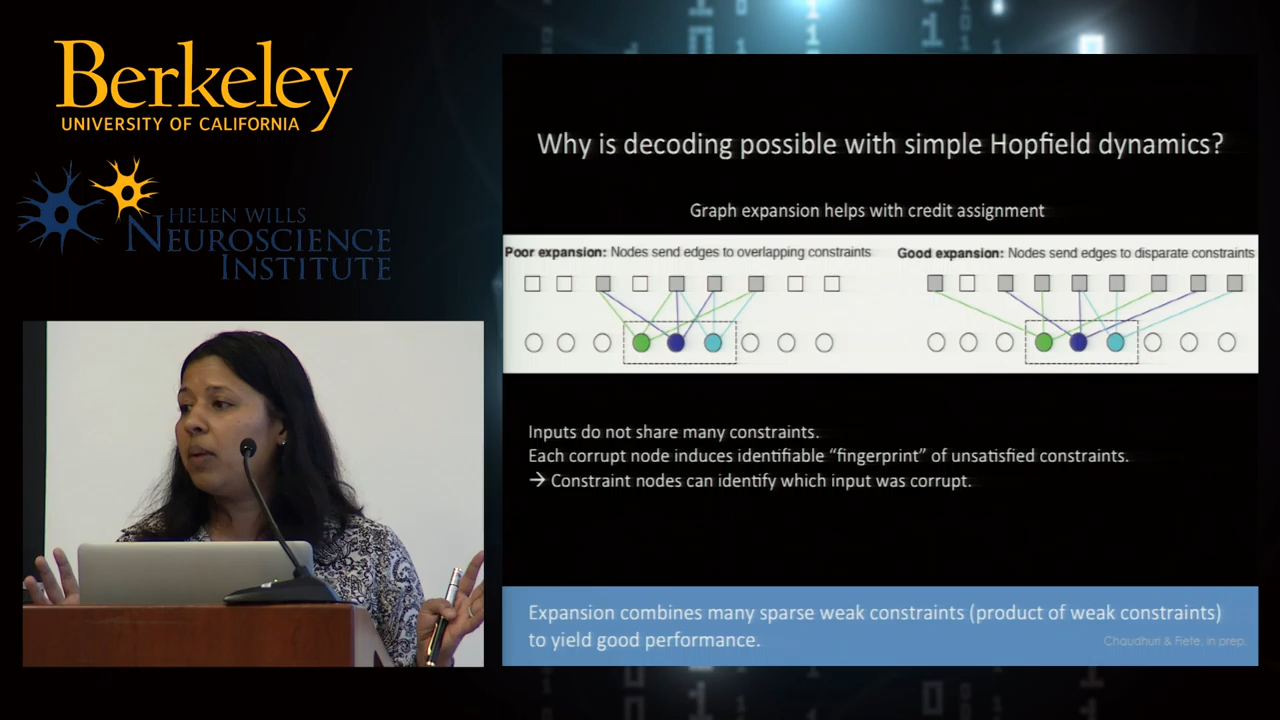 Berkeley
UNIVERSITY OF CALIFORNIA
HELEN WILLS
NEUROSCIENCE
INSTITUTE
Why is decoding possible with simple Hopfield dynamics?
Graph expansion helps with credit assignment
Poor expansion: Nodes send edges to overlapping constraints
Good expansion: Nodes send edges to disparate constraints
Inputs do not share many constraints.
Each corrupt node induces identifiable “fingerprint” of unsatisfied constraints.
→ Constraint nodes can identify which input was corrupt.
Expansion combines many sparse weak constraints (product of weak constraints)
to yield good performance.
Chaudhuri & Fiete, in prep.